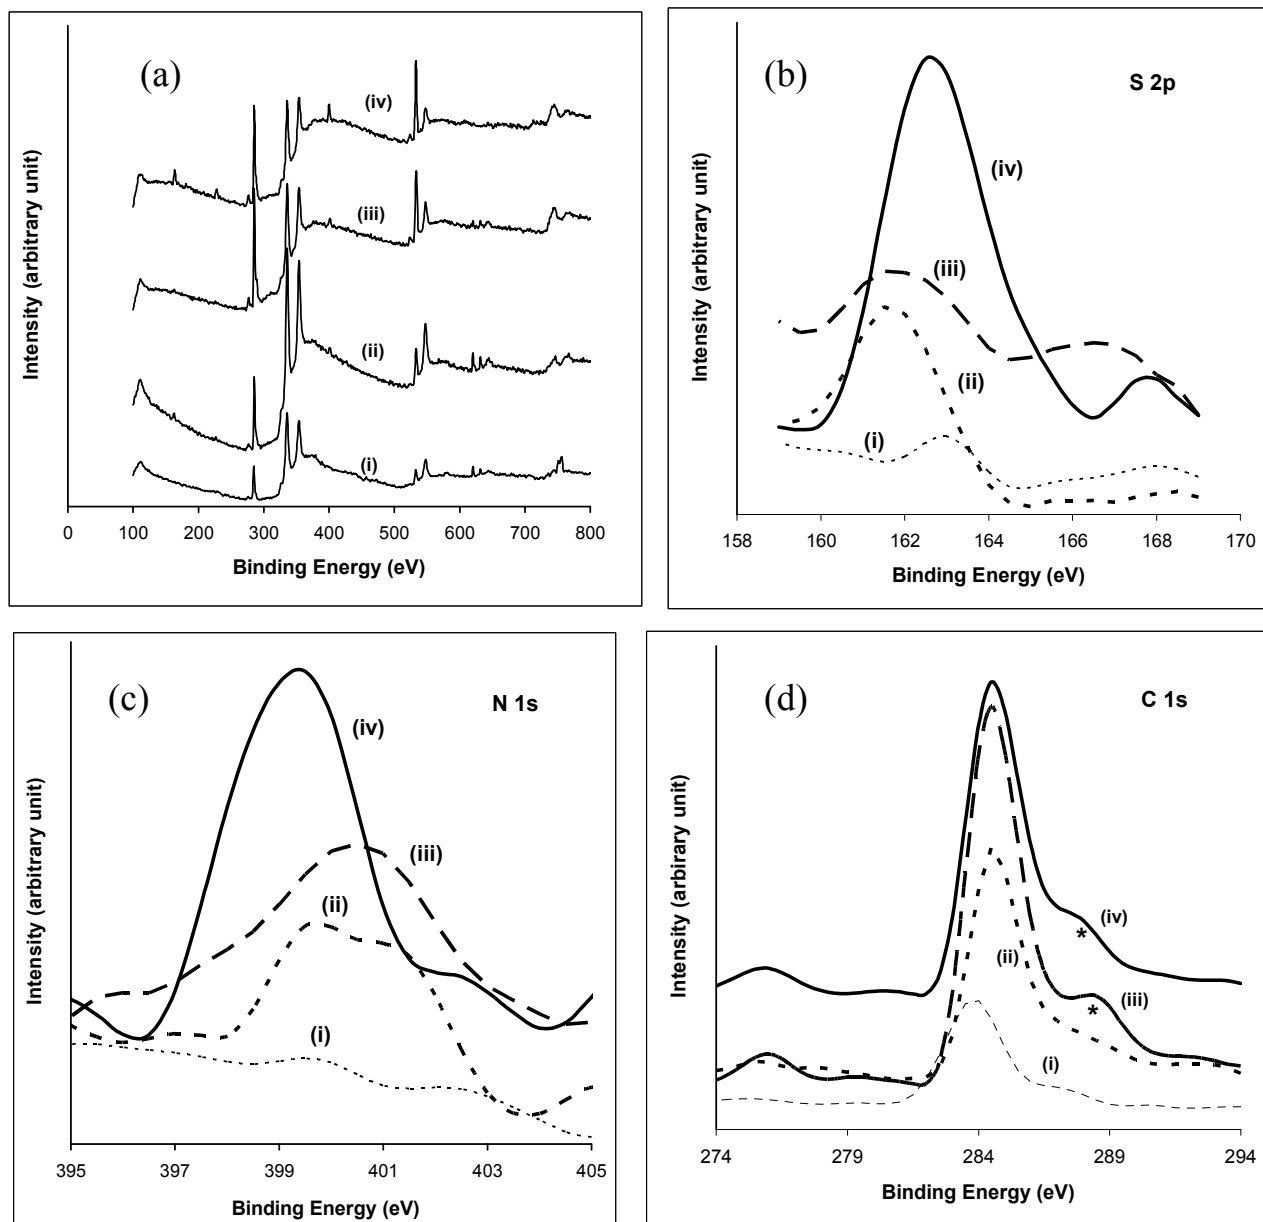 (a)
(iv)
(iii)
(ii)
(i)
Intensity (arbitrary unit)
0 100 200 300 400 500 600 700 800
Binding Energy (eV)
(b)
S 2p
(iv)
(iii)
(ii)
(i)
Intensity (arbitrary unit)
158 160 162 164 166 168 170
Binding Energy (eV)
(c)
N 1s
(iv)
(iii)
(ii)
(i)
Intensity (arbitrary unit)
395 397 399 401 403 405
Binding Energy (eV)
(d)
C 1s
(iv)
*
(ii)
(iii)
*
(i)
Intensity (arbirary unit)
274 279 284 289 294
Binding Energy (eV)